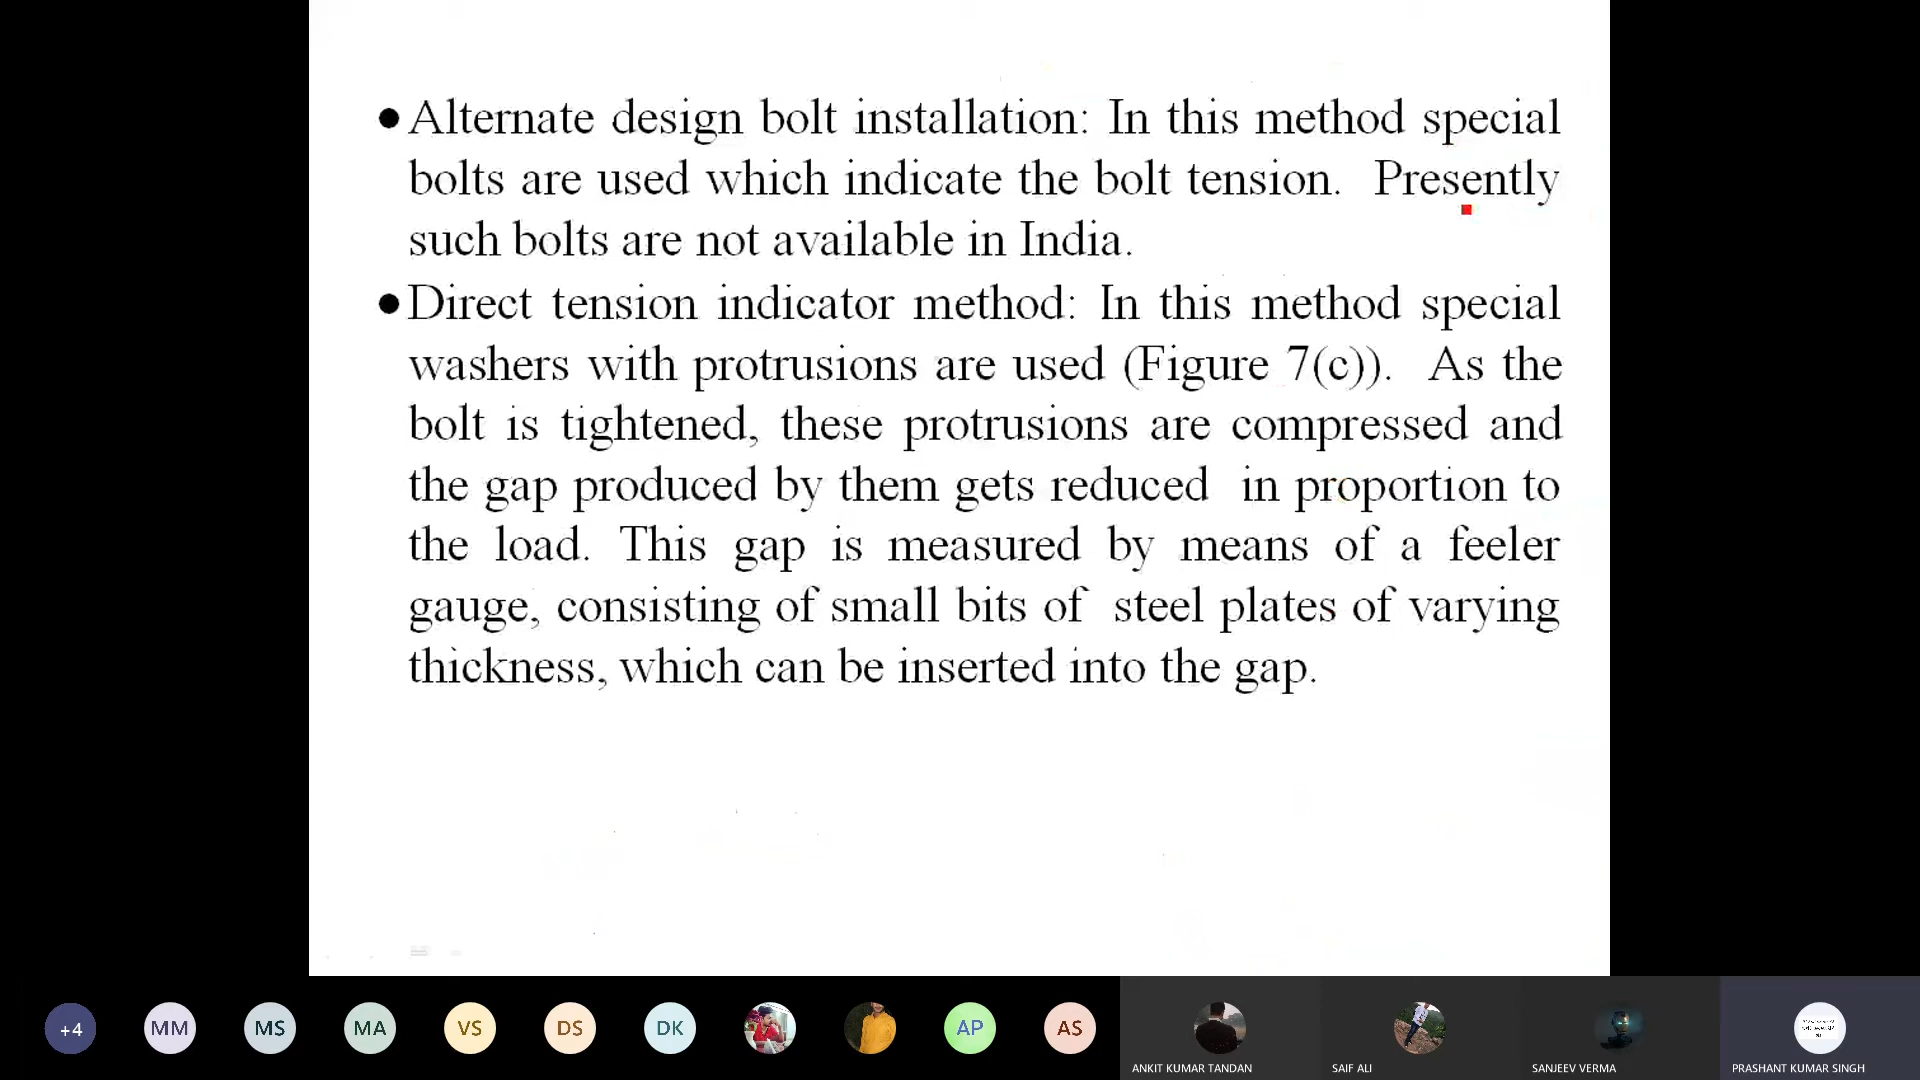 ● Alternate design bolt installation: In this method special
bolts are used which indicate the bolt tension. Presently
such bolts are not available in India.
● Direct tension indicator method: In this method special
washers with protrusions are used (Figure 7(c)). As the
bolt is tightened, these protrusions are compressed and
the gap produced by them gets reduced in proportion to
the load. This gap is measured by means of a feeler
gauge, consisting of small bits of steel plates of varying
thickness, which can be inserted into the gap.
+4 MM MS MA VS DS DK AP AS
ANKIT KUMAR TANDAN SAIF ALI SANJEEV VERMA PRASHANT KUMAR SINGH